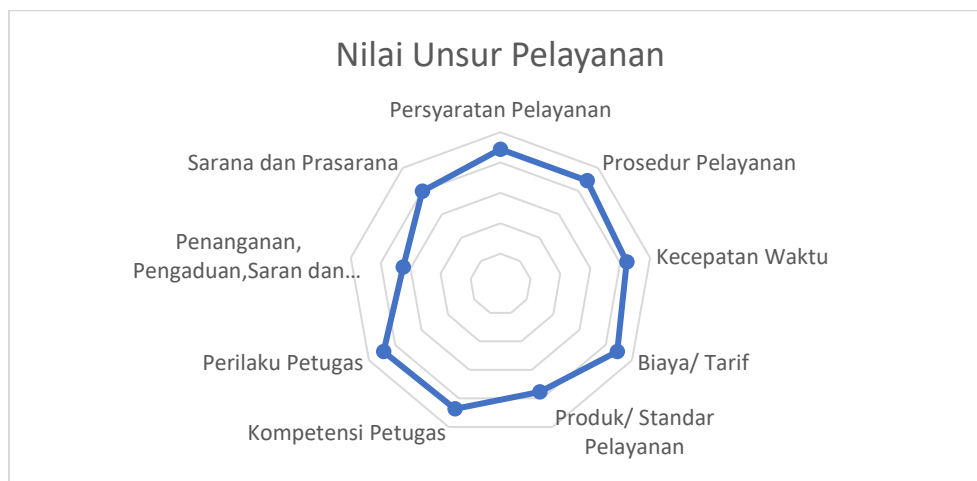 Nilai Unsur Pelayanan
Persyaratan Pelayanan
Prosedur Pelayanan
Kecepatan Waktu
Biaya/ Tarif
Produk/ Standar
Pelayanan
Kompetensi Petugas
Perilaku Petugas
Penanganan,
Pengaduan,Saran dan...
Sarana dan Prasarana